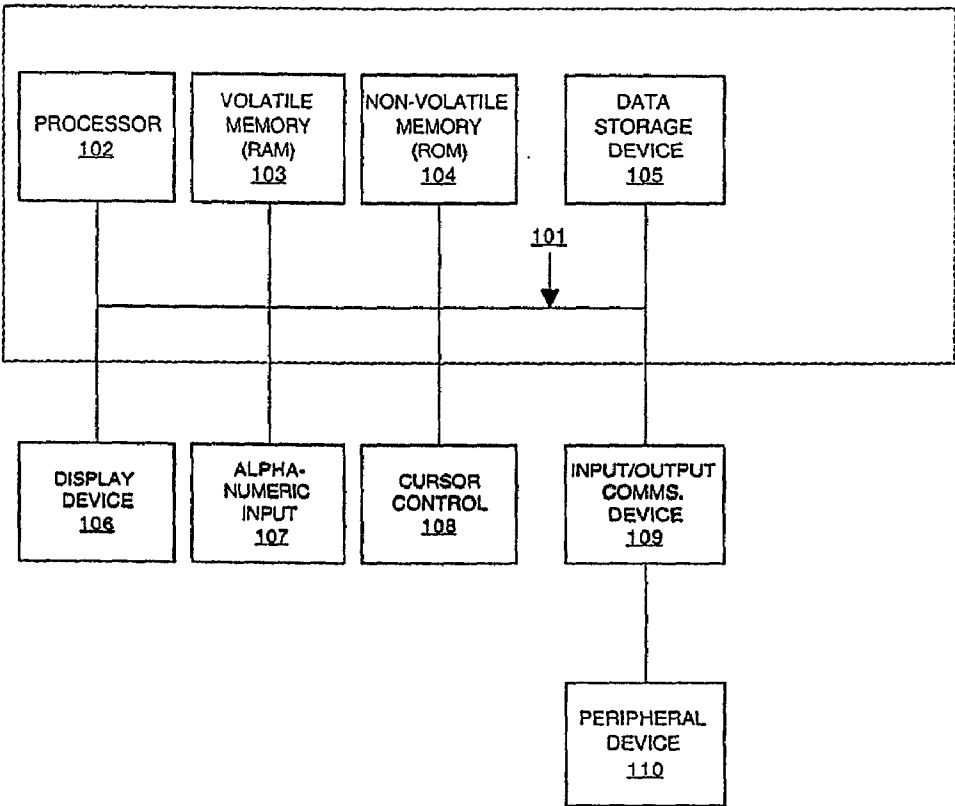 PROCESSOR
102
VOLATILE
MEMORY
(RAM)
103
NON-VOLATILE
MEMORY
(ROM)
104
DATA
STORAGE
DEVICE
105
101
DISPLAY
DEVICE
106
ALPHA-
NUMERIC
INPUT
107
CURSOR
CONTROL
108
INPUT/OUTPUT
COMMS.
DEVICE
109
PERIPHERAL
DEVICE
110